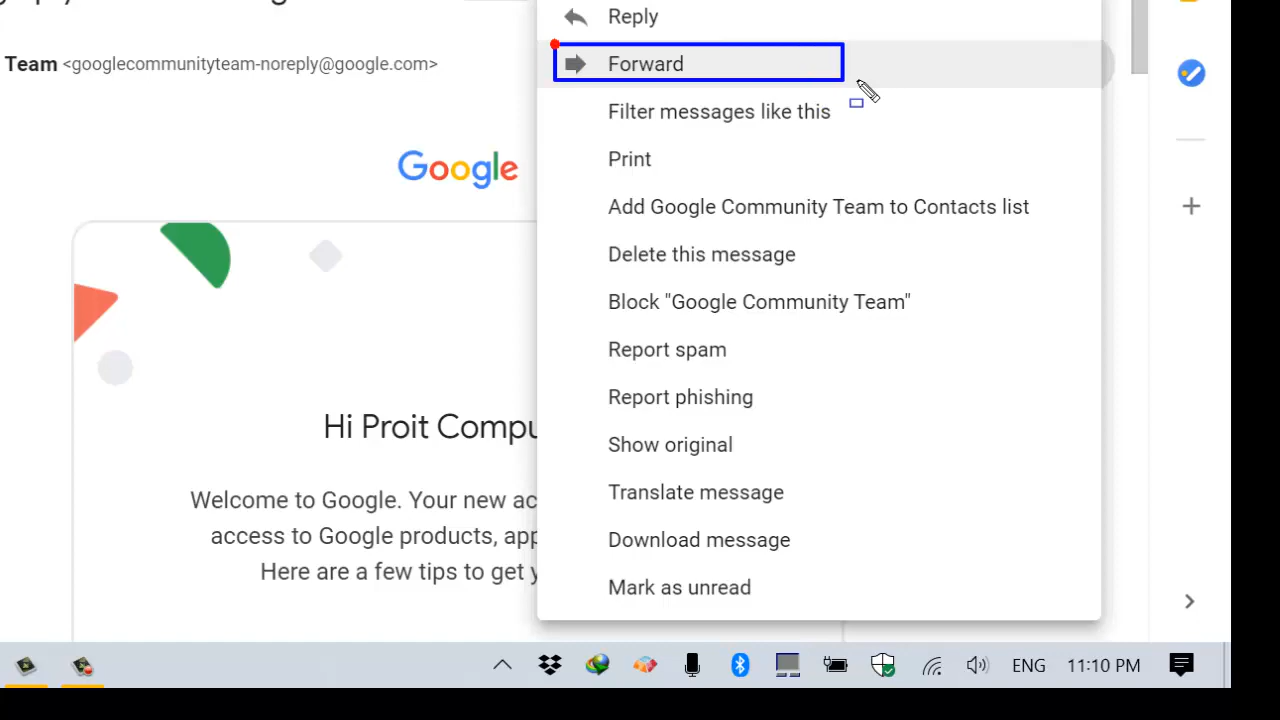 Reply
Team <googlecommunityteam-noreply@google.com>
Forward
Filter messages like this
Google
Print
Add Google Community Team to Contacts list
Delete this message
Block "Google Community Team"
Report spam
Report phishing
Hi Proit Compu
Show original
Welcome to Google. Your new ac
Translate message
access to Google products, app
Download message
Here are a few tips to get y
Mark as unread
ENG
11:10 PM